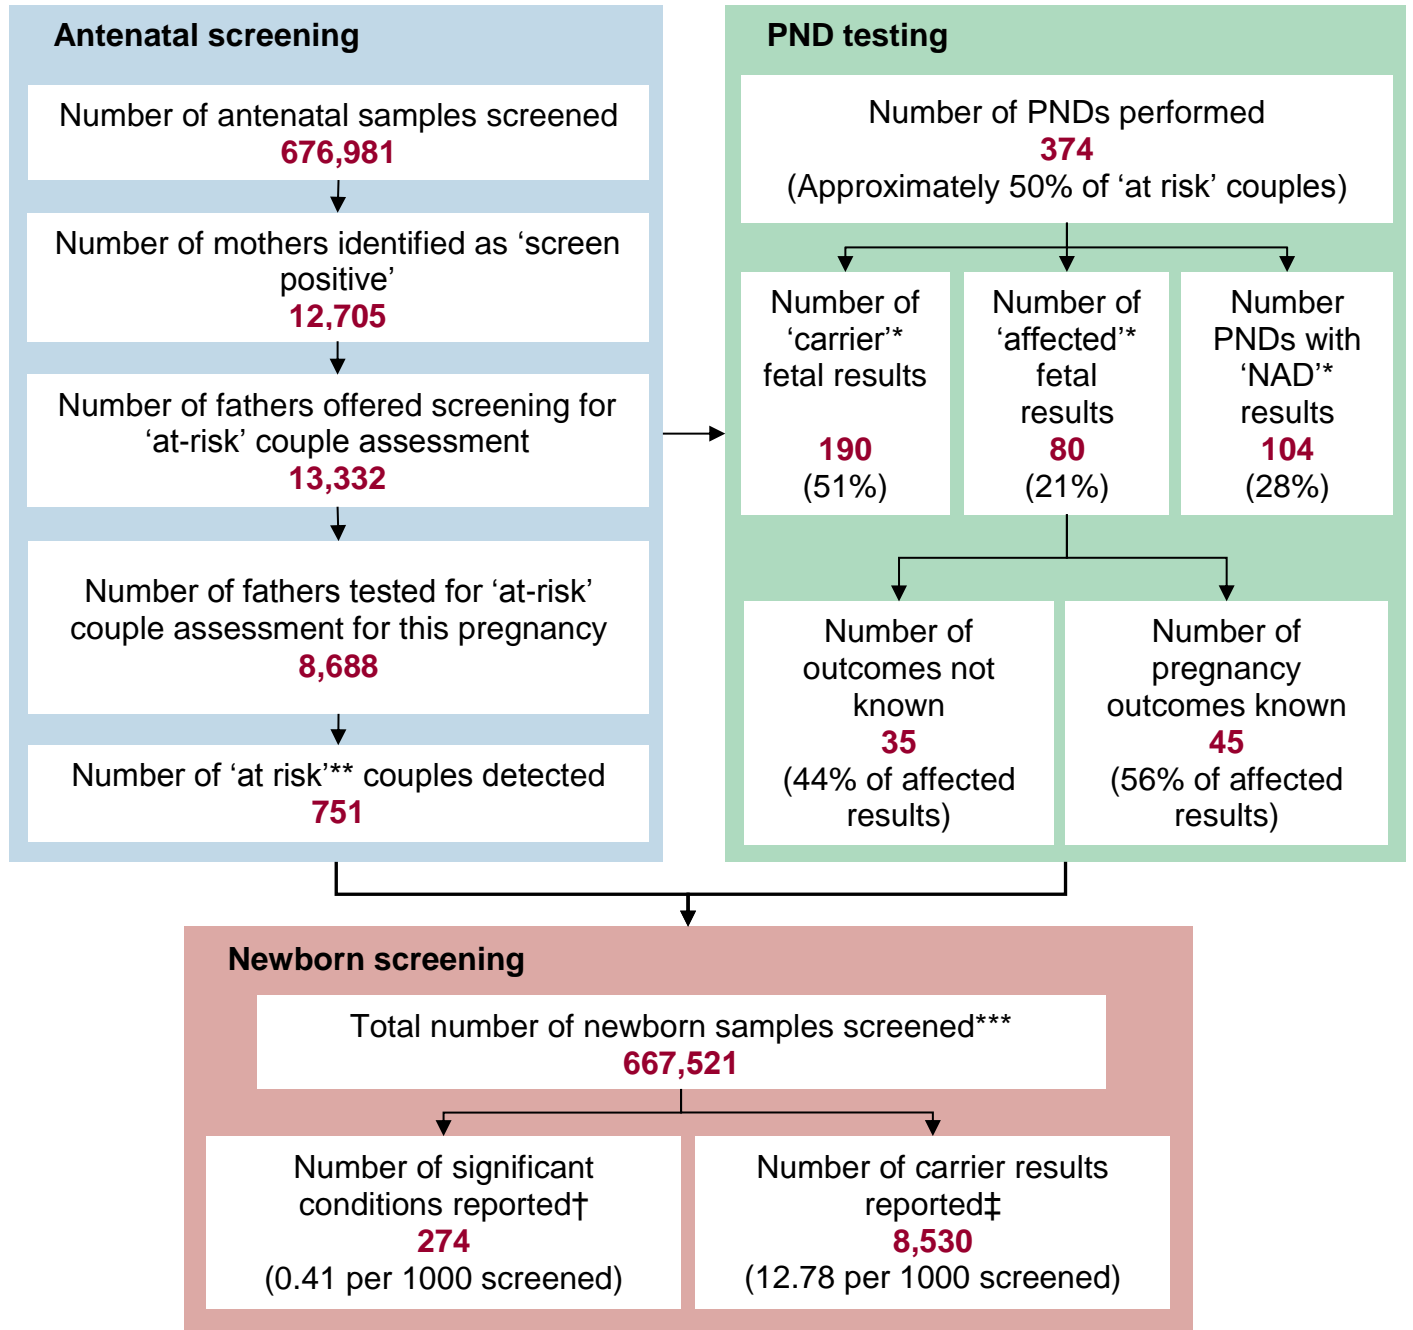 Antenatal screening
Number of antenatal samples screened
676,981
Number of mothers identified as ‘screen
positive’
12,705
Number of fathers offered screening for
‘at-risk’ couple assessment
13,332
Number of fathers tested for ‘at-risk’
couple assessment for this pregnancy
8,688
Number of ‘at risk’** couples detected
751
PND testing
Number of PNDs performed
374
(Approximately 50% of ‘at risk’ couples)
Number of
‘carrier’*
fetal results
190
(51%)
Number of
‘affected’*
fetal
results
80
(21%)
Number
PNDs with
‘NAD’*
results
104
(28%)
Number of
outcomes not
known
35
(44% of affected
results)
Number of
pregnancy
outcomes known
45
(56% of affected
results)
Newborn screening
Total number of newborn samples screened***
667,521
Number of significant
conditions reported†
274
(0.41 per 1000 screened)
Number of carrier results
reported‡
8,530
(12.78 per 1000 screened)